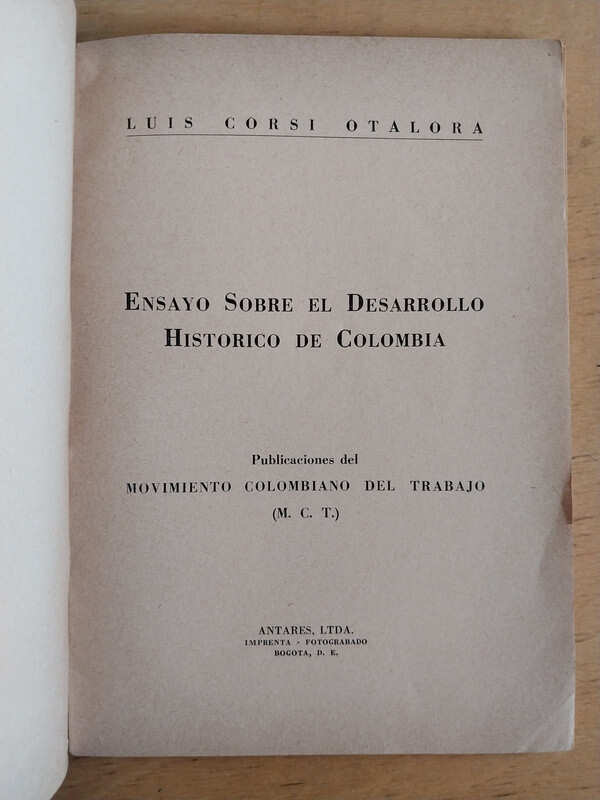 LUIS CORSI OTALORA
ENSAYO SOBRE EL DESARROLLO
HISTORICO DE COLOMBIA
Publicaciones del
MOVIMIENTO COLOMBIANO DEL TRABAJO
(M. C. T.)
ANTARES, LTDA.
IMPRENTA - FOTOGRABADO
BOGOTA, D. E.